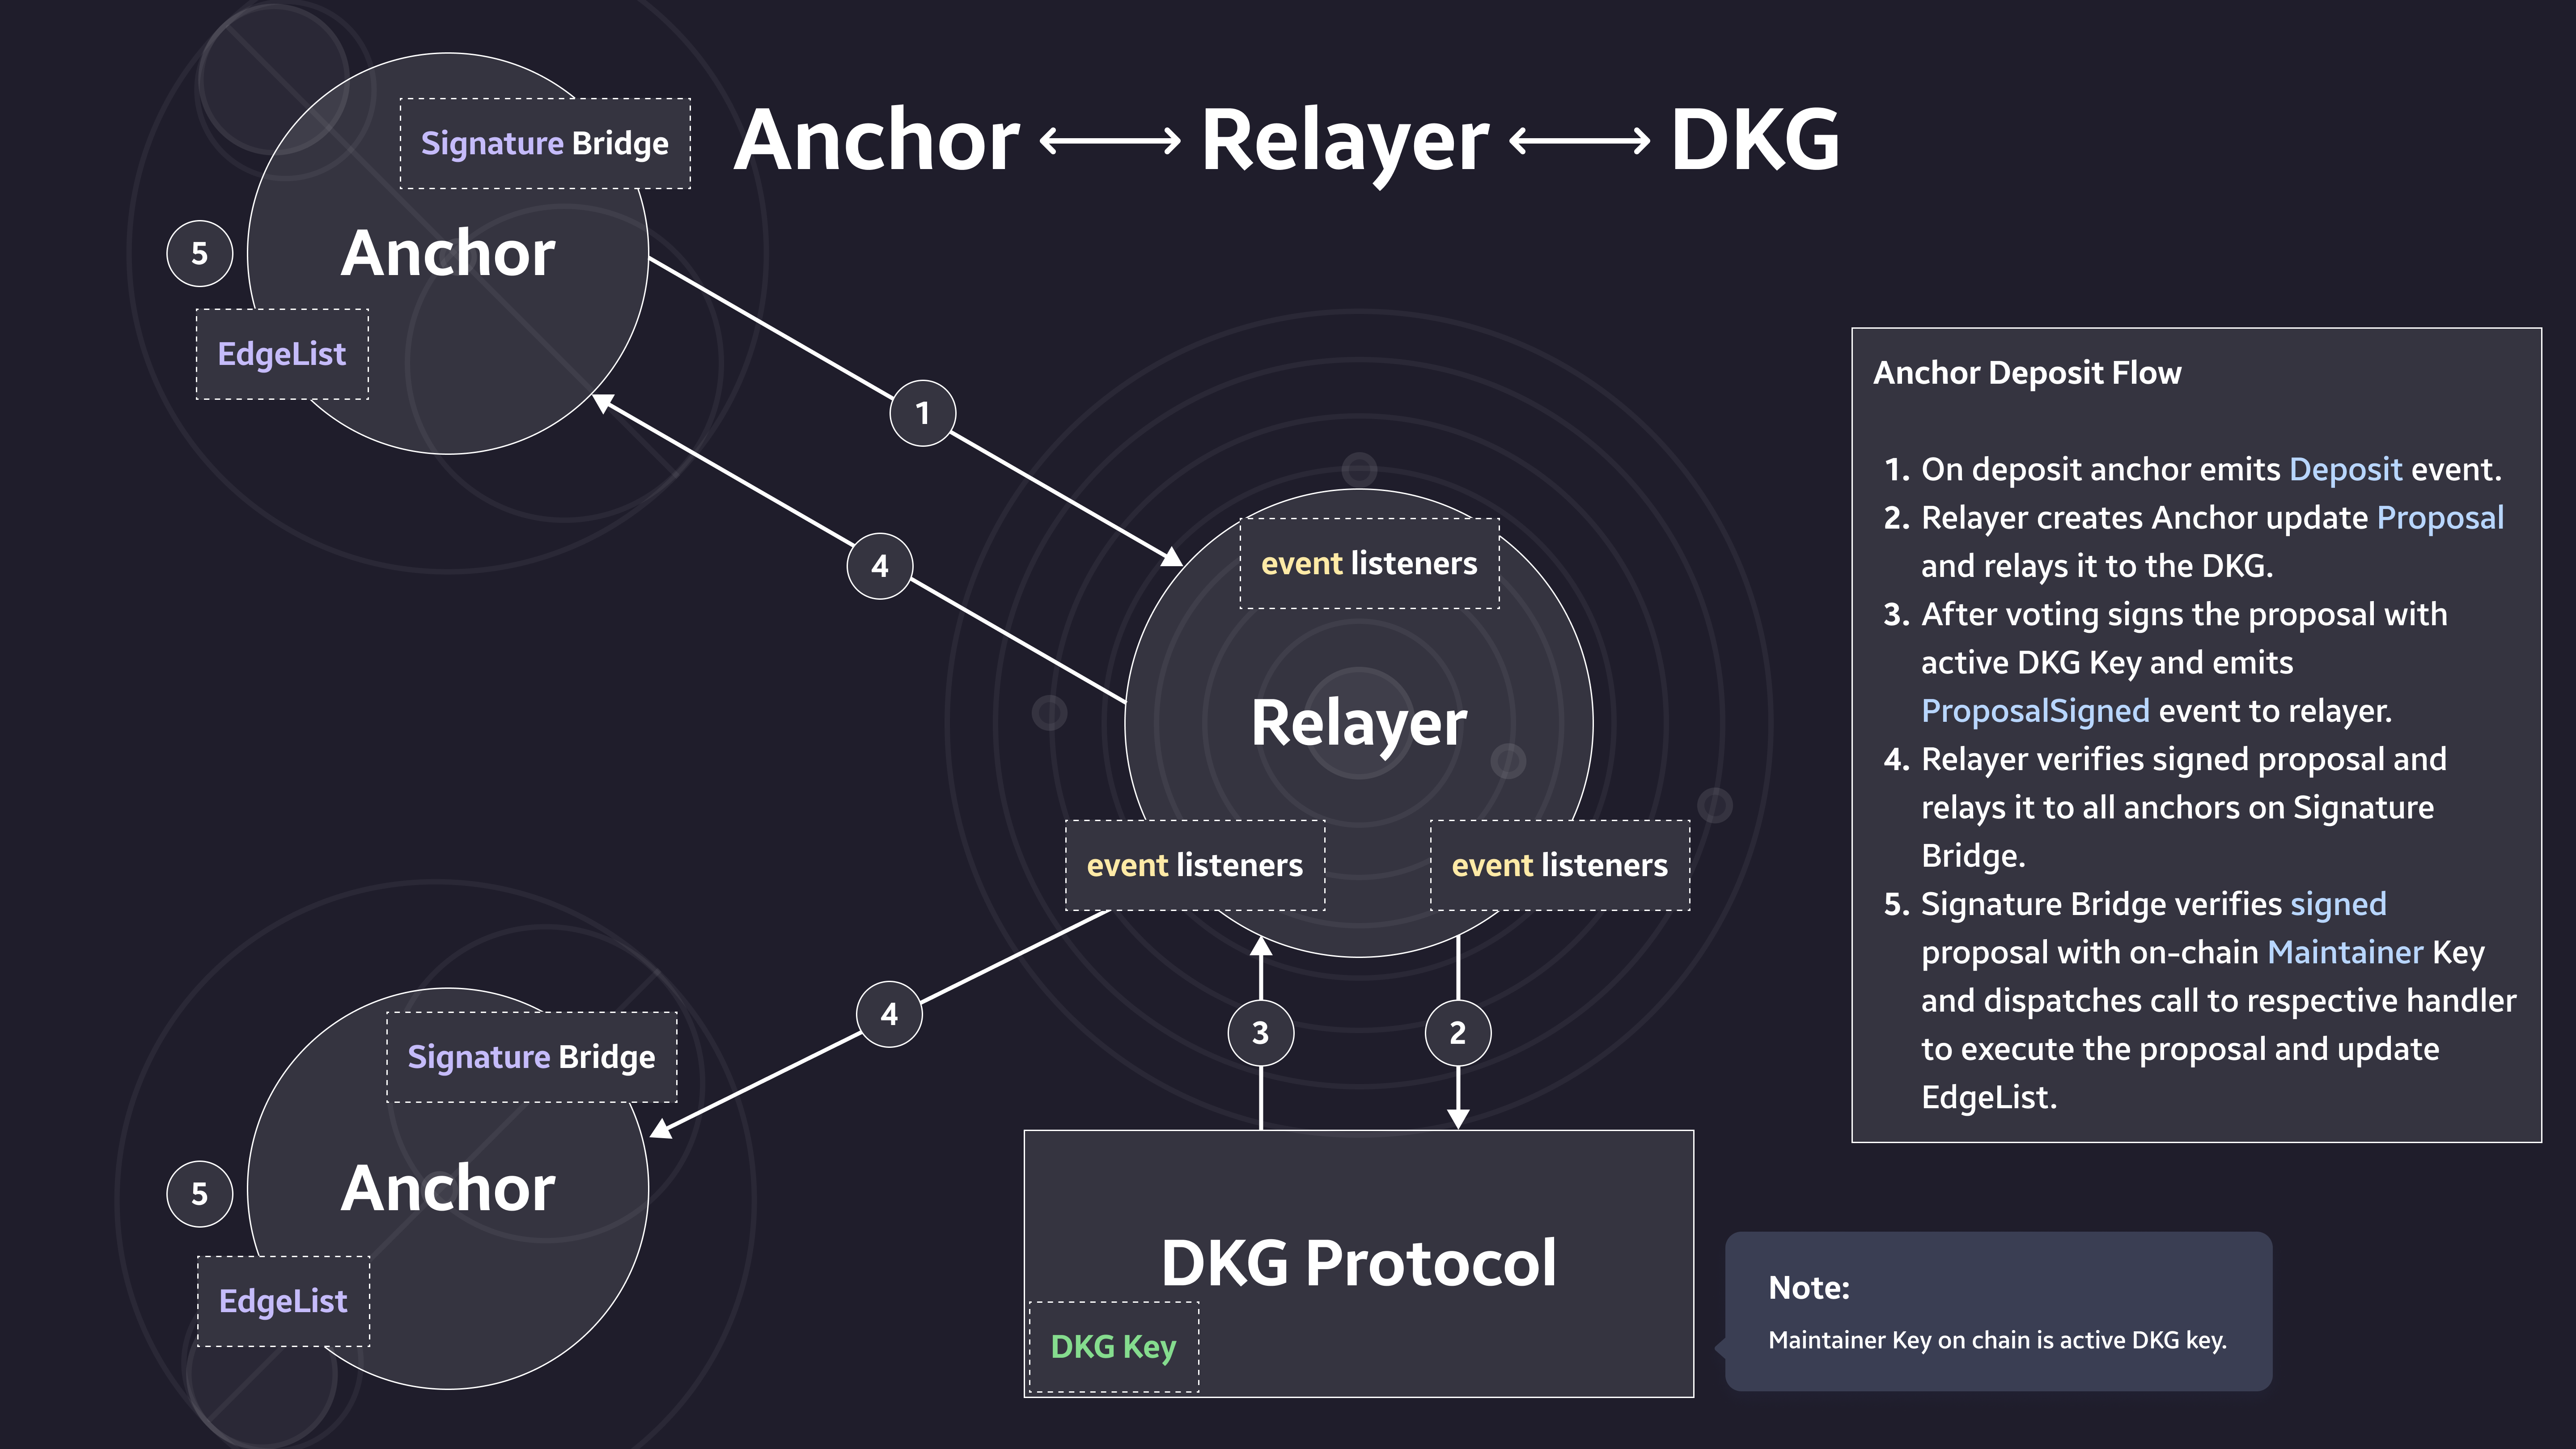 Anchor ⟷ Relayer ⟷ DKG
Signature Bridge
Anchor
5
EdgeList
1
4
event listeners
Relayer
event listeners
event listeners
4
3
2
Signature Bridge
Anchor
5
EdgeList
DKG Protocol
DKG Key
Anchor Deposit Flow
1. On deposit anchor emits Deposit event.
2. Relayer creates Anchor update Proposal
and relays it to the DKG.
3. After voting signs the proposal with
active DKG Key and emits
ProposalSigned event to relayer.
4. Relayer verifies signed proposal and
relays it to all anchors on Signature
Bridge.
5. Signature Bridge verifies signed
proposal with on-chain Maintainer Key
and dispatches call to respective handler
to execute the proposal and update
EdgeList.
Note:
Maintainer Key on chain is active DKG key.